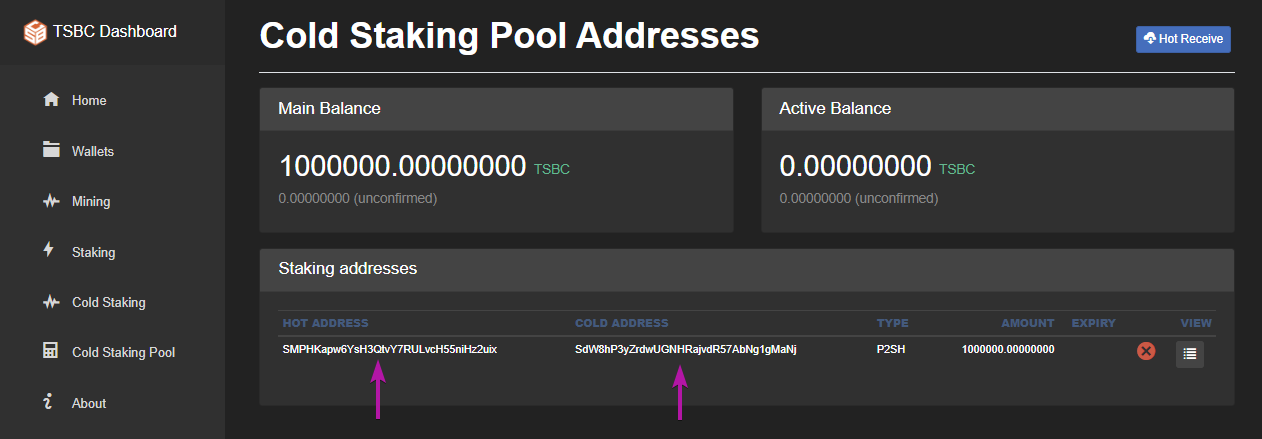 TSBC Dashboard
Cold Staking Pool Addresses
Hot Receive
Home
Wallets
Mining
Staking
Cold Staking
Cold Staking Pool
About
Main Balance
1000000.00000000 TSBC
0.00000000 (unconfirmed)
Active Balance
0.00000000 TSBC
0.00000000 (unconfirmed)
Staking addresses
HOT ADDRESS COLD ADDRESS TYPE AMOUNT EXPIRY VIEW
SMPHKapw6YsH3QtvY7RULvcH55niHz2uix SdW8hP3yZrdwUGNHRajvdR57AbNg1gMaNj P2SH 1000000.00000000